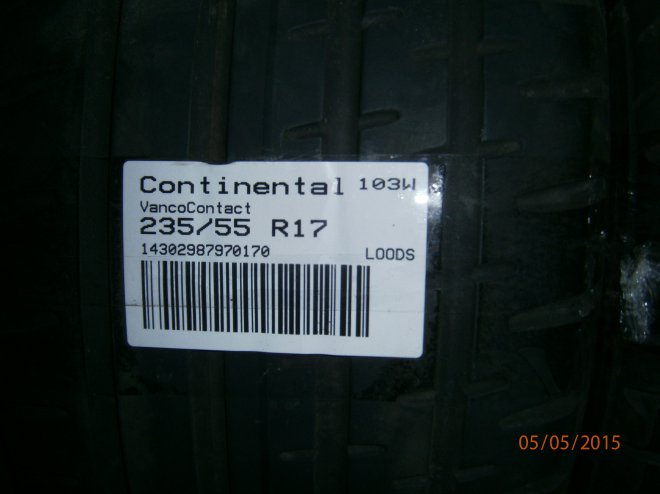 Continental 103W
VancoContact
235/55 R17
14302987970170 LOODS
05/05/2015